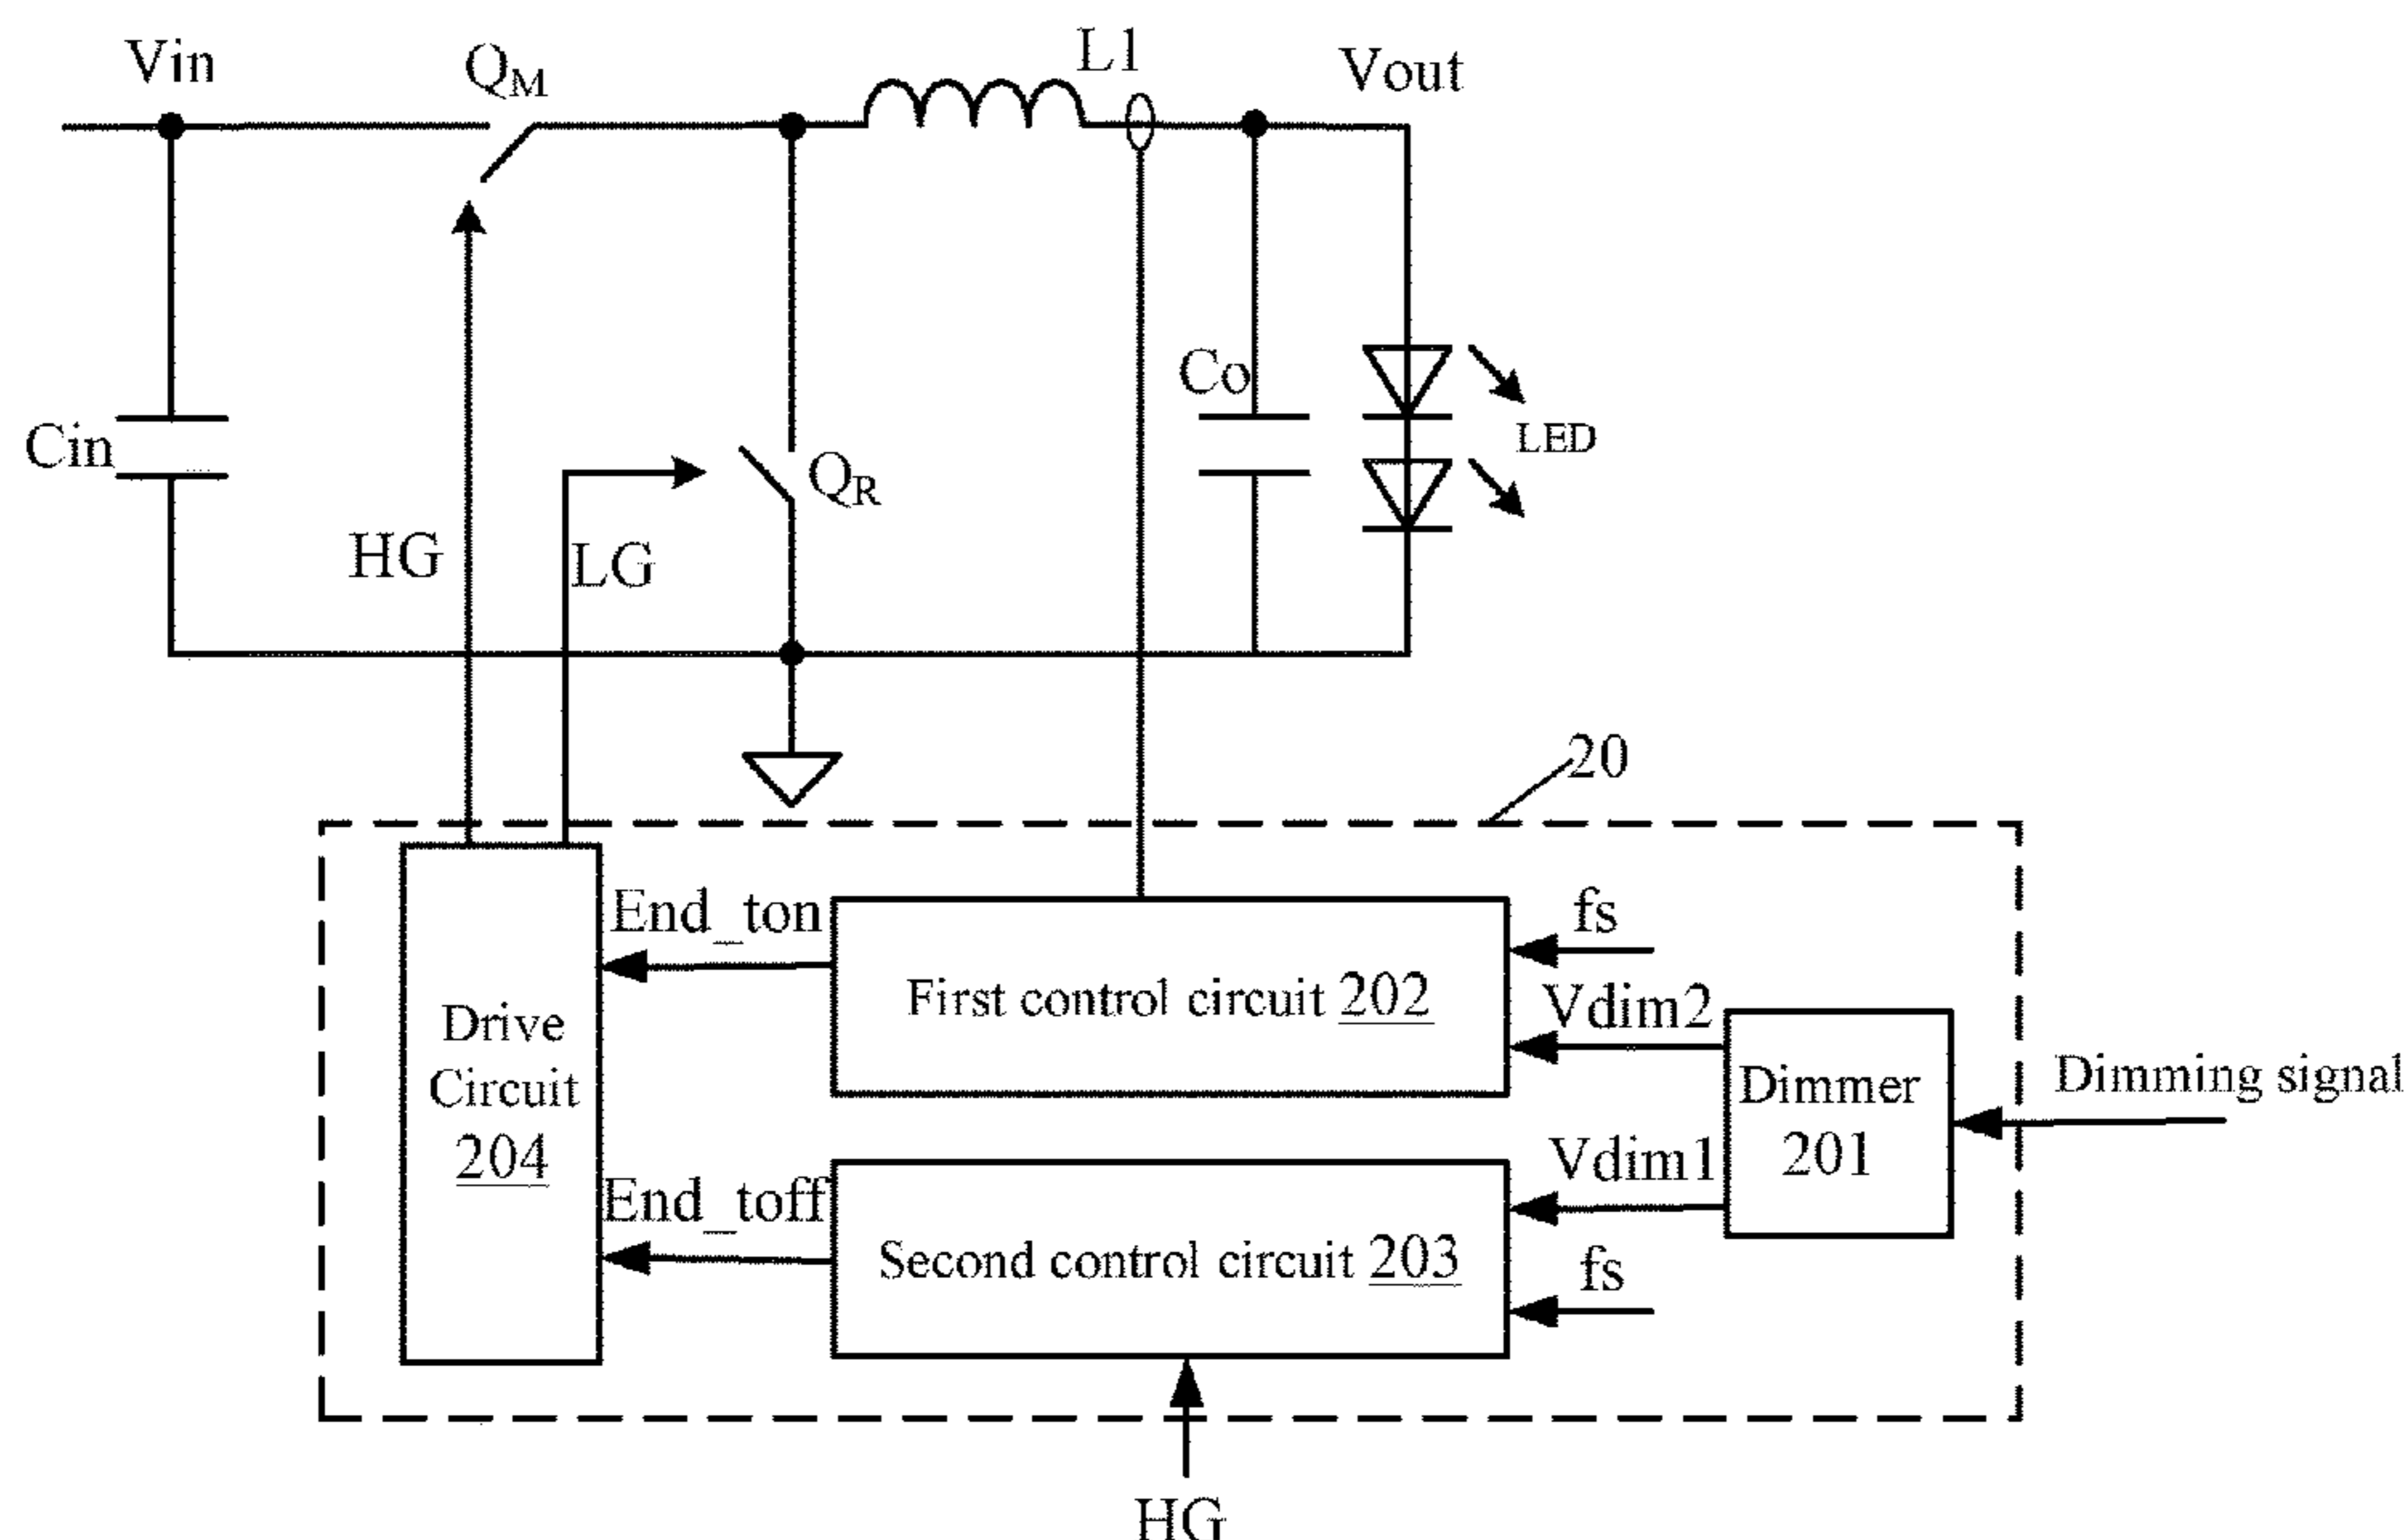 Vin
QM
L1
Vout
Cin
HG
LG
QR
Co
LED
20
End_ton
First control circuit 202
fs
Vdim2
Drive
Circuit
204
Dimmer
201
Dimming signal
Vdim1
End_toff
Second control circuit 203
fs
HG